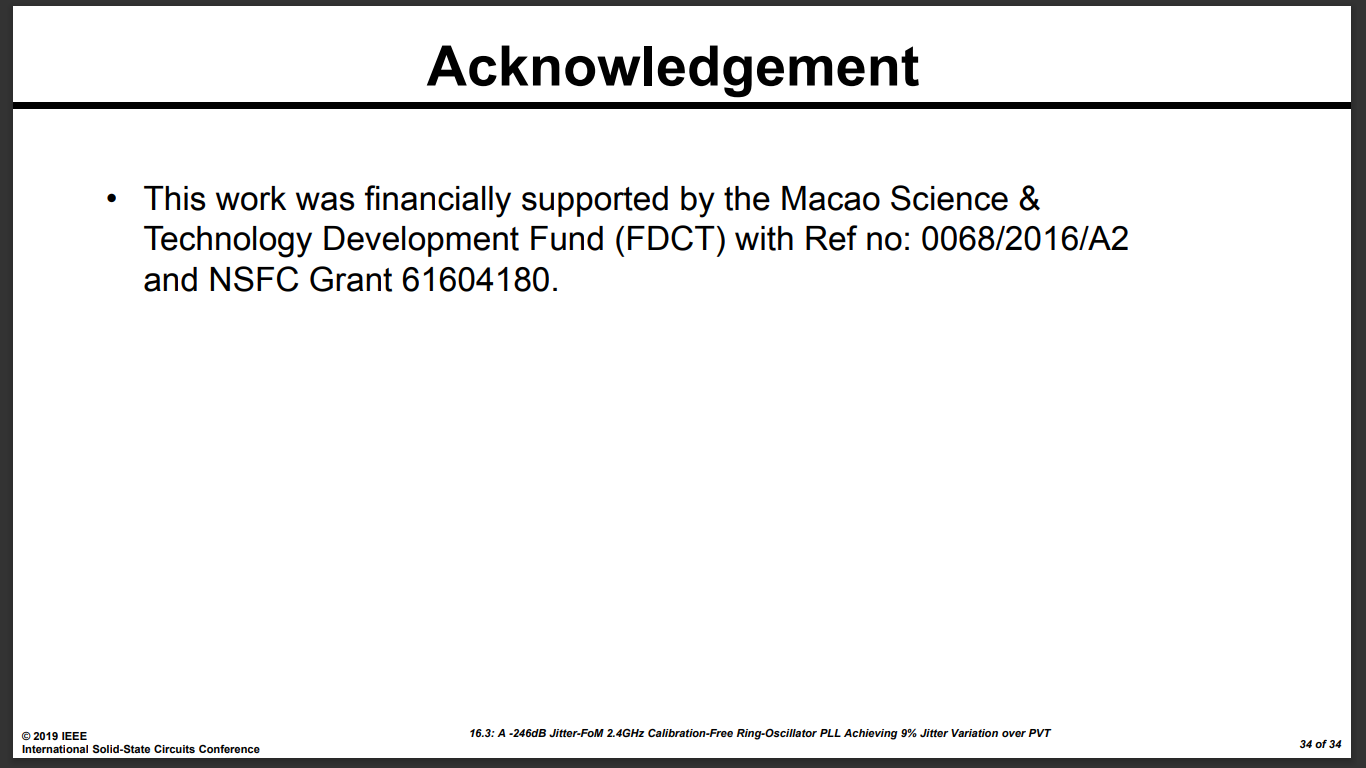 Acknowledgement
• This work was financially supported by the Macao Science &
Technology Development Fund (FDCT) with Ref no: 0068/2016/A2
and NSFC Grant 61604180.
© 2019 IEEE
International Solid-State Circuits Conference
16.3: A -246dB Jitter-FoM 2.4GHz Calibration-Free Ring-Oscillator PLL Achieving 9% Jitter Variation over PVT
34 of 34